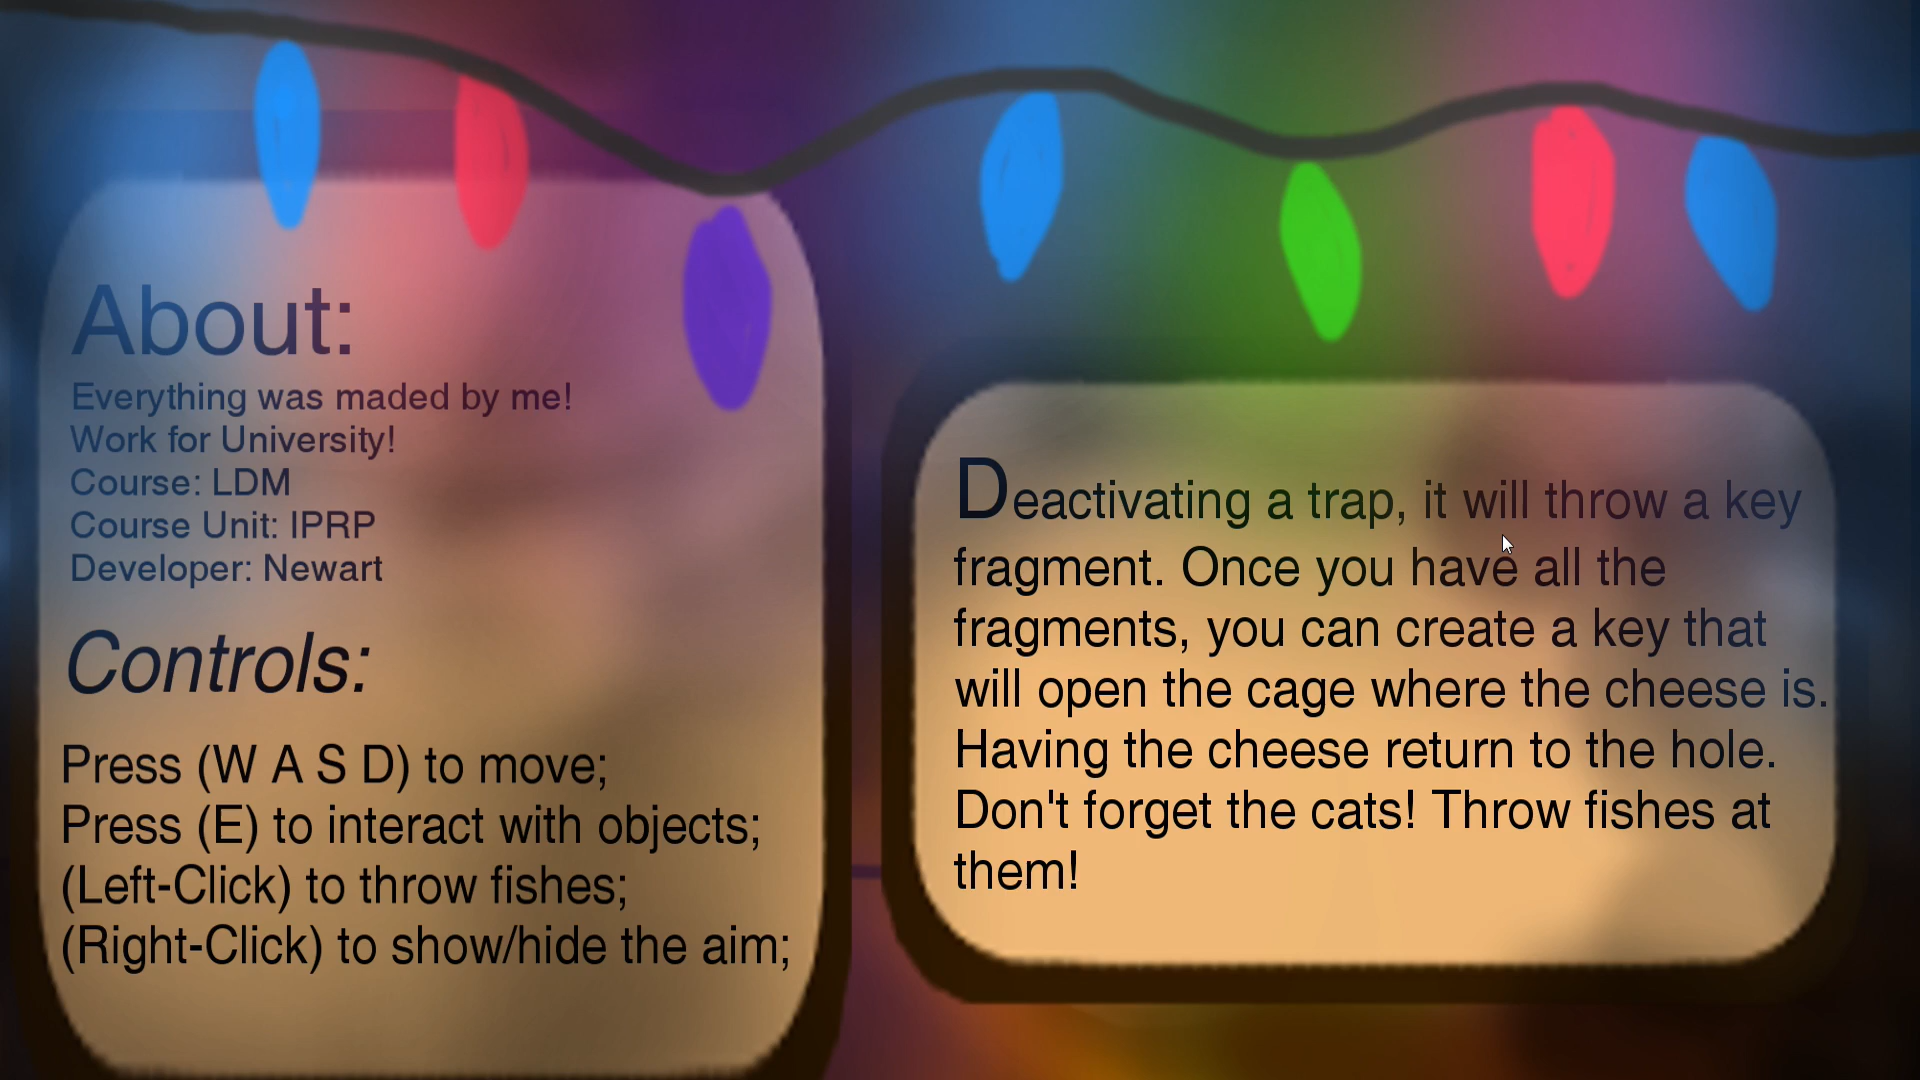 About:
Everything was maded by me!
Work for University!
Course: LDM
Course Unit: IPRP
Developer: Newart
Controls:
Press (W A S D) to move;
Press (E) to interact with objects;
(Left-Click) to throw fishes;
(Right-Click) to show/hide the aim;
Deactivating a trap, it will throw a key
fragment. Once you have all the
fragments, you can create a key that
will open the cage where the cheese is.
Having the cheese return to the hole.
Don't forget the cats! Throw fishes at
them!